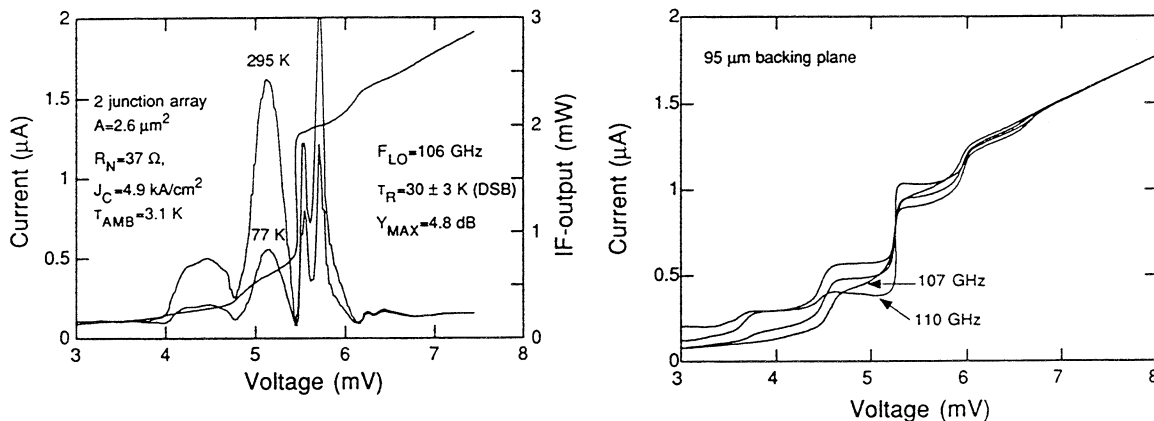 2
1.5
1
0.5
0
Current (μA)
3
4
5
6
7
8
Voltage (mV)
3
2
1
0
IF-output (mW)
295 K
77 K
2 junction array
A=2.6 μm²
R_N=37 Ω,
J_C=4.9 kA/cm²
T_AMB=3.1 K
F_LO=106 GHz
T_R=30 ± 3 K (DSB)
Y_MAX=4.8 dB
2
1.5
1
0.5
0
Current (μA)
3
4
5
6
7
8
Voltage (mV)
95 μm backing plane
107 GHz
110 GHz